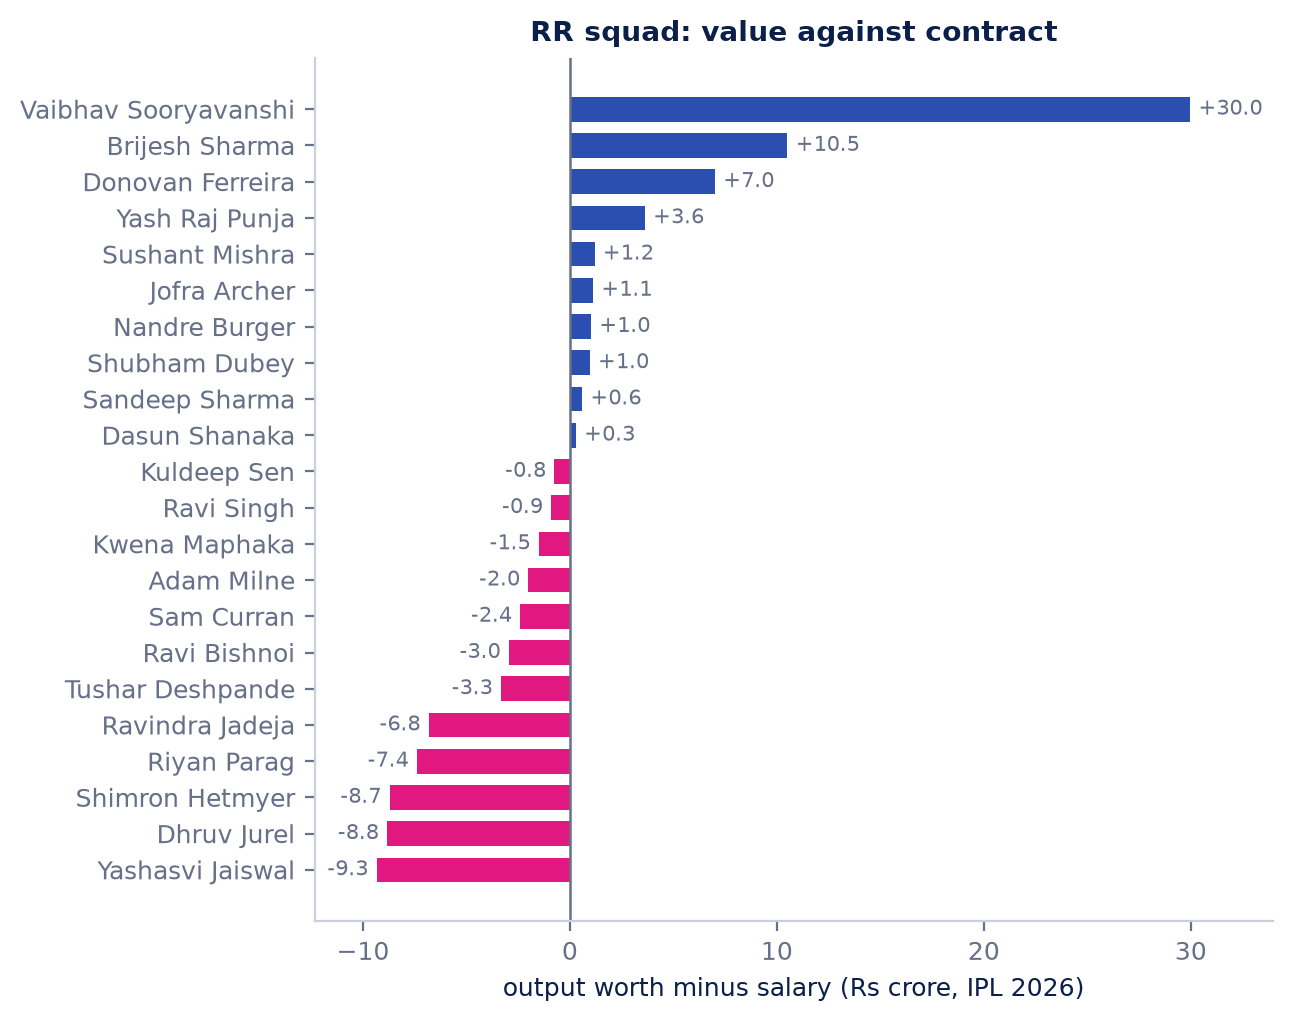 RR squad: value against contract
Vaibhav Sooryavanshi +30.0
Brijesh Sharma +10.5
Donovan Ferreira +7.0
Yash Raj Punja +3.6
Sushant Mishra +1.2
Jofra Archer +1.1
Nandre Burger +1.0
Shubham Dubey +1.0
Sandeep Sharma +0.6
Dasun Shanaka +0.3
Kuldeep Sen -0.8
Ravi Singh -0.9
Kwena Maphaka -1.5
Adam Milne -2.0
Sam Curran -2.4
Ravi Bishnoi -3.0
Tushar Deshpande -3.3
Ravindra Jadeja -6.8
Riyan Parag -7.4
Shimron Hetmyer -8.7
Dhruv Jurel -8.8
Yashasvi Jaiswal -9.3
−10 0 10 20 30
output worth minus salary (Rs crore, IPL 2026)